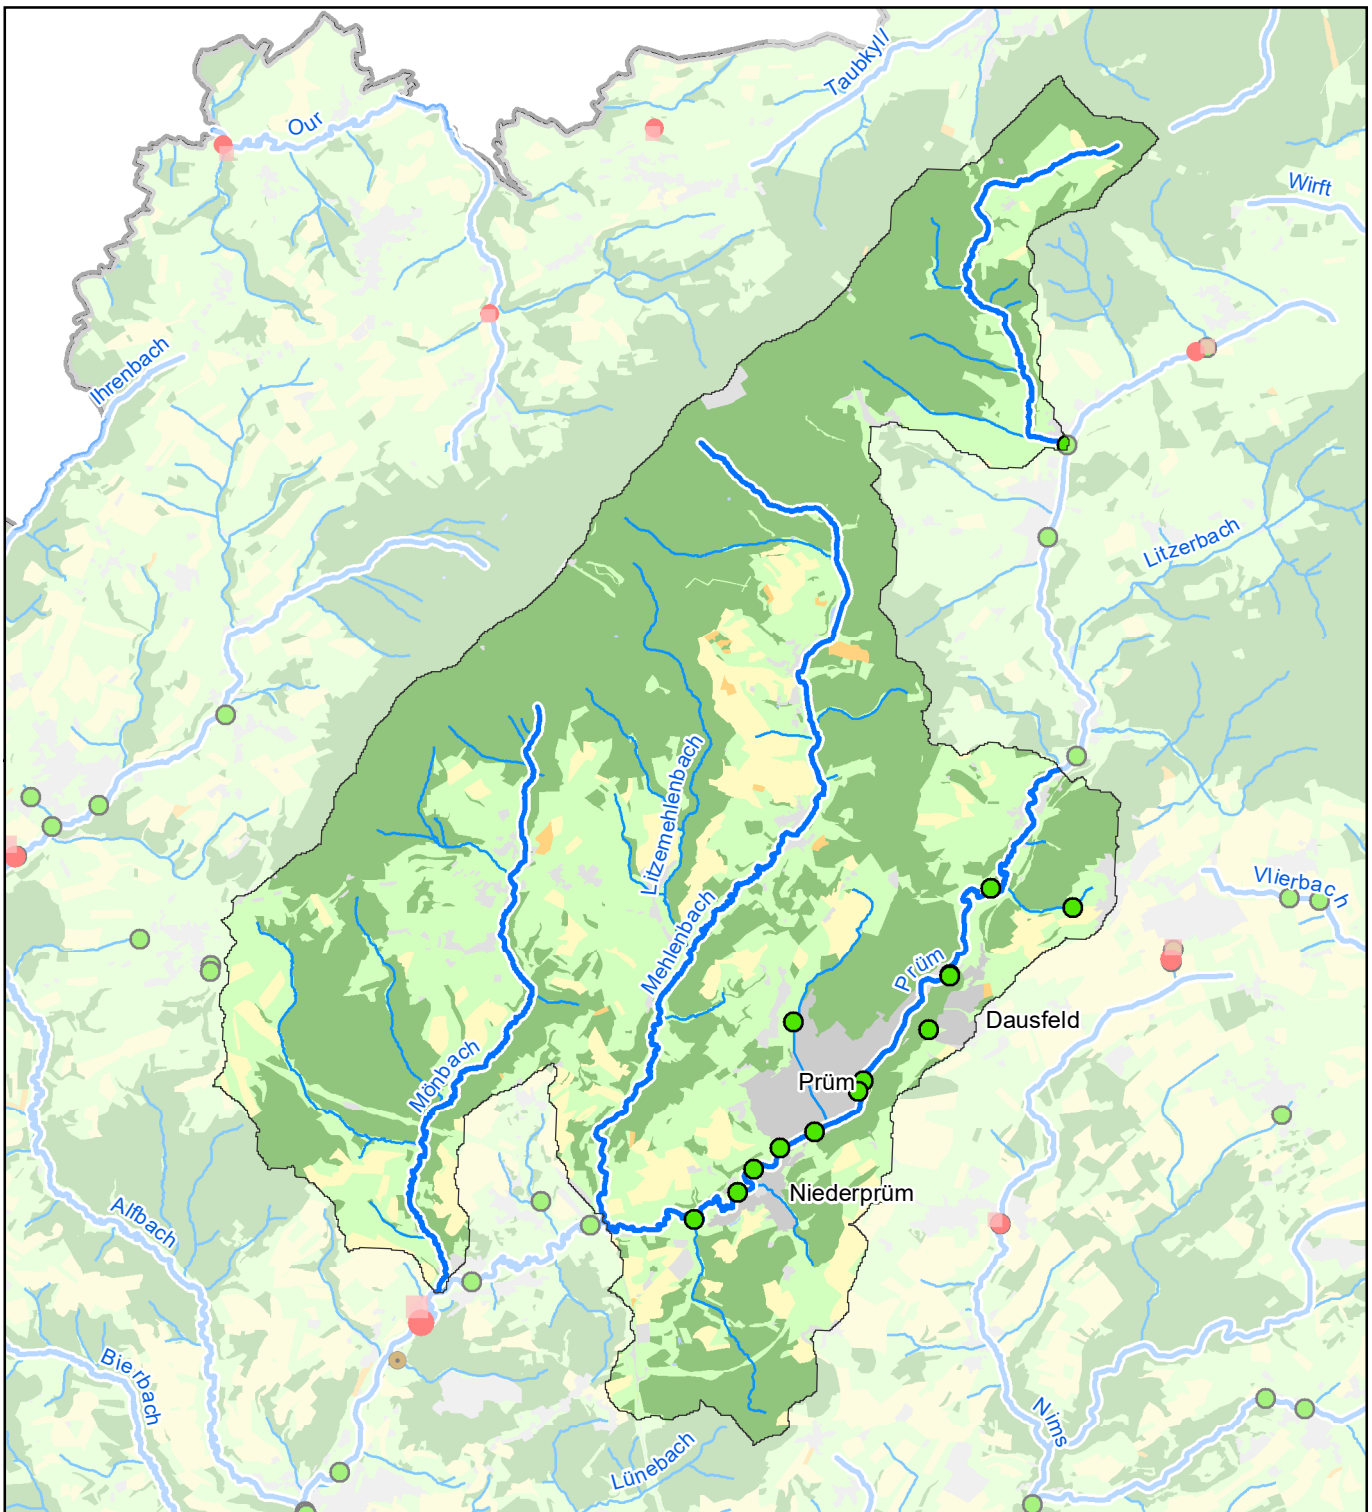 Taubkyll
Our
Wirft
Ihrenbach
Litzerbach
Litzemehlenbach
Vlierbach
Mehlenbach
Prüm
Dausfeld
Mönbach
Prüm
Niederprüm
Alfbach
Bierbach
Nims
Lünebach